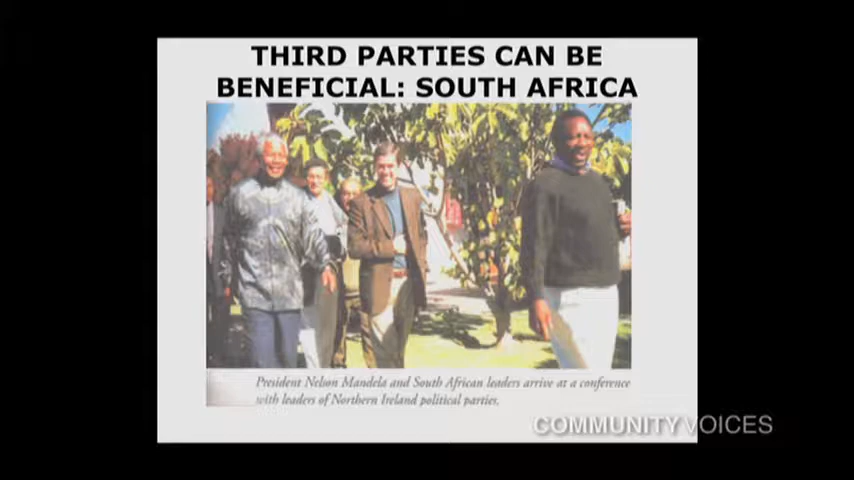 THIRD PARTIES CAN BE
BENEFICIAL: SOUTH AFRICA
President Nelson Mandela and South African leaders arrive at a conference
with leaders of Northern Ireland political parties.
COMMUNITY VOICES